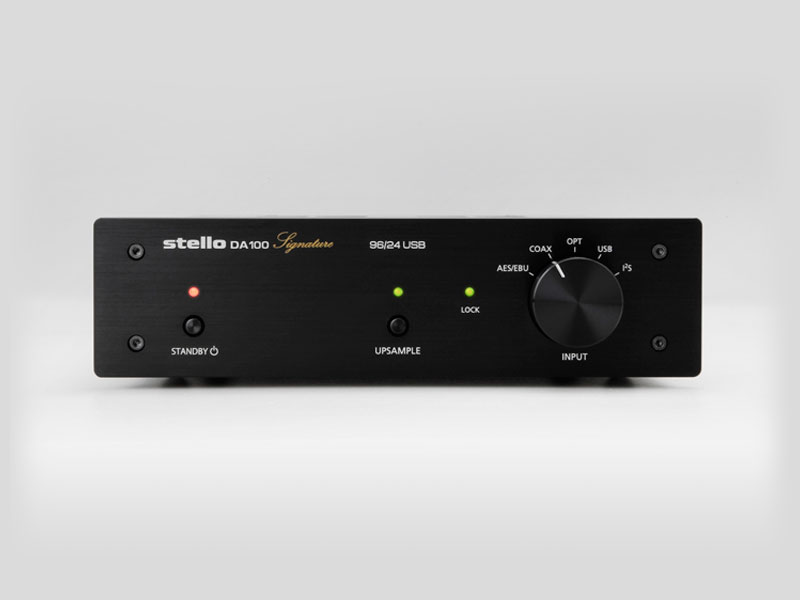 stello DA100 Signature 96/24 USB
OPT
COAX USB
AES/EBU I²S
LOCK
STANDBY UPSAMPLE
INPUT